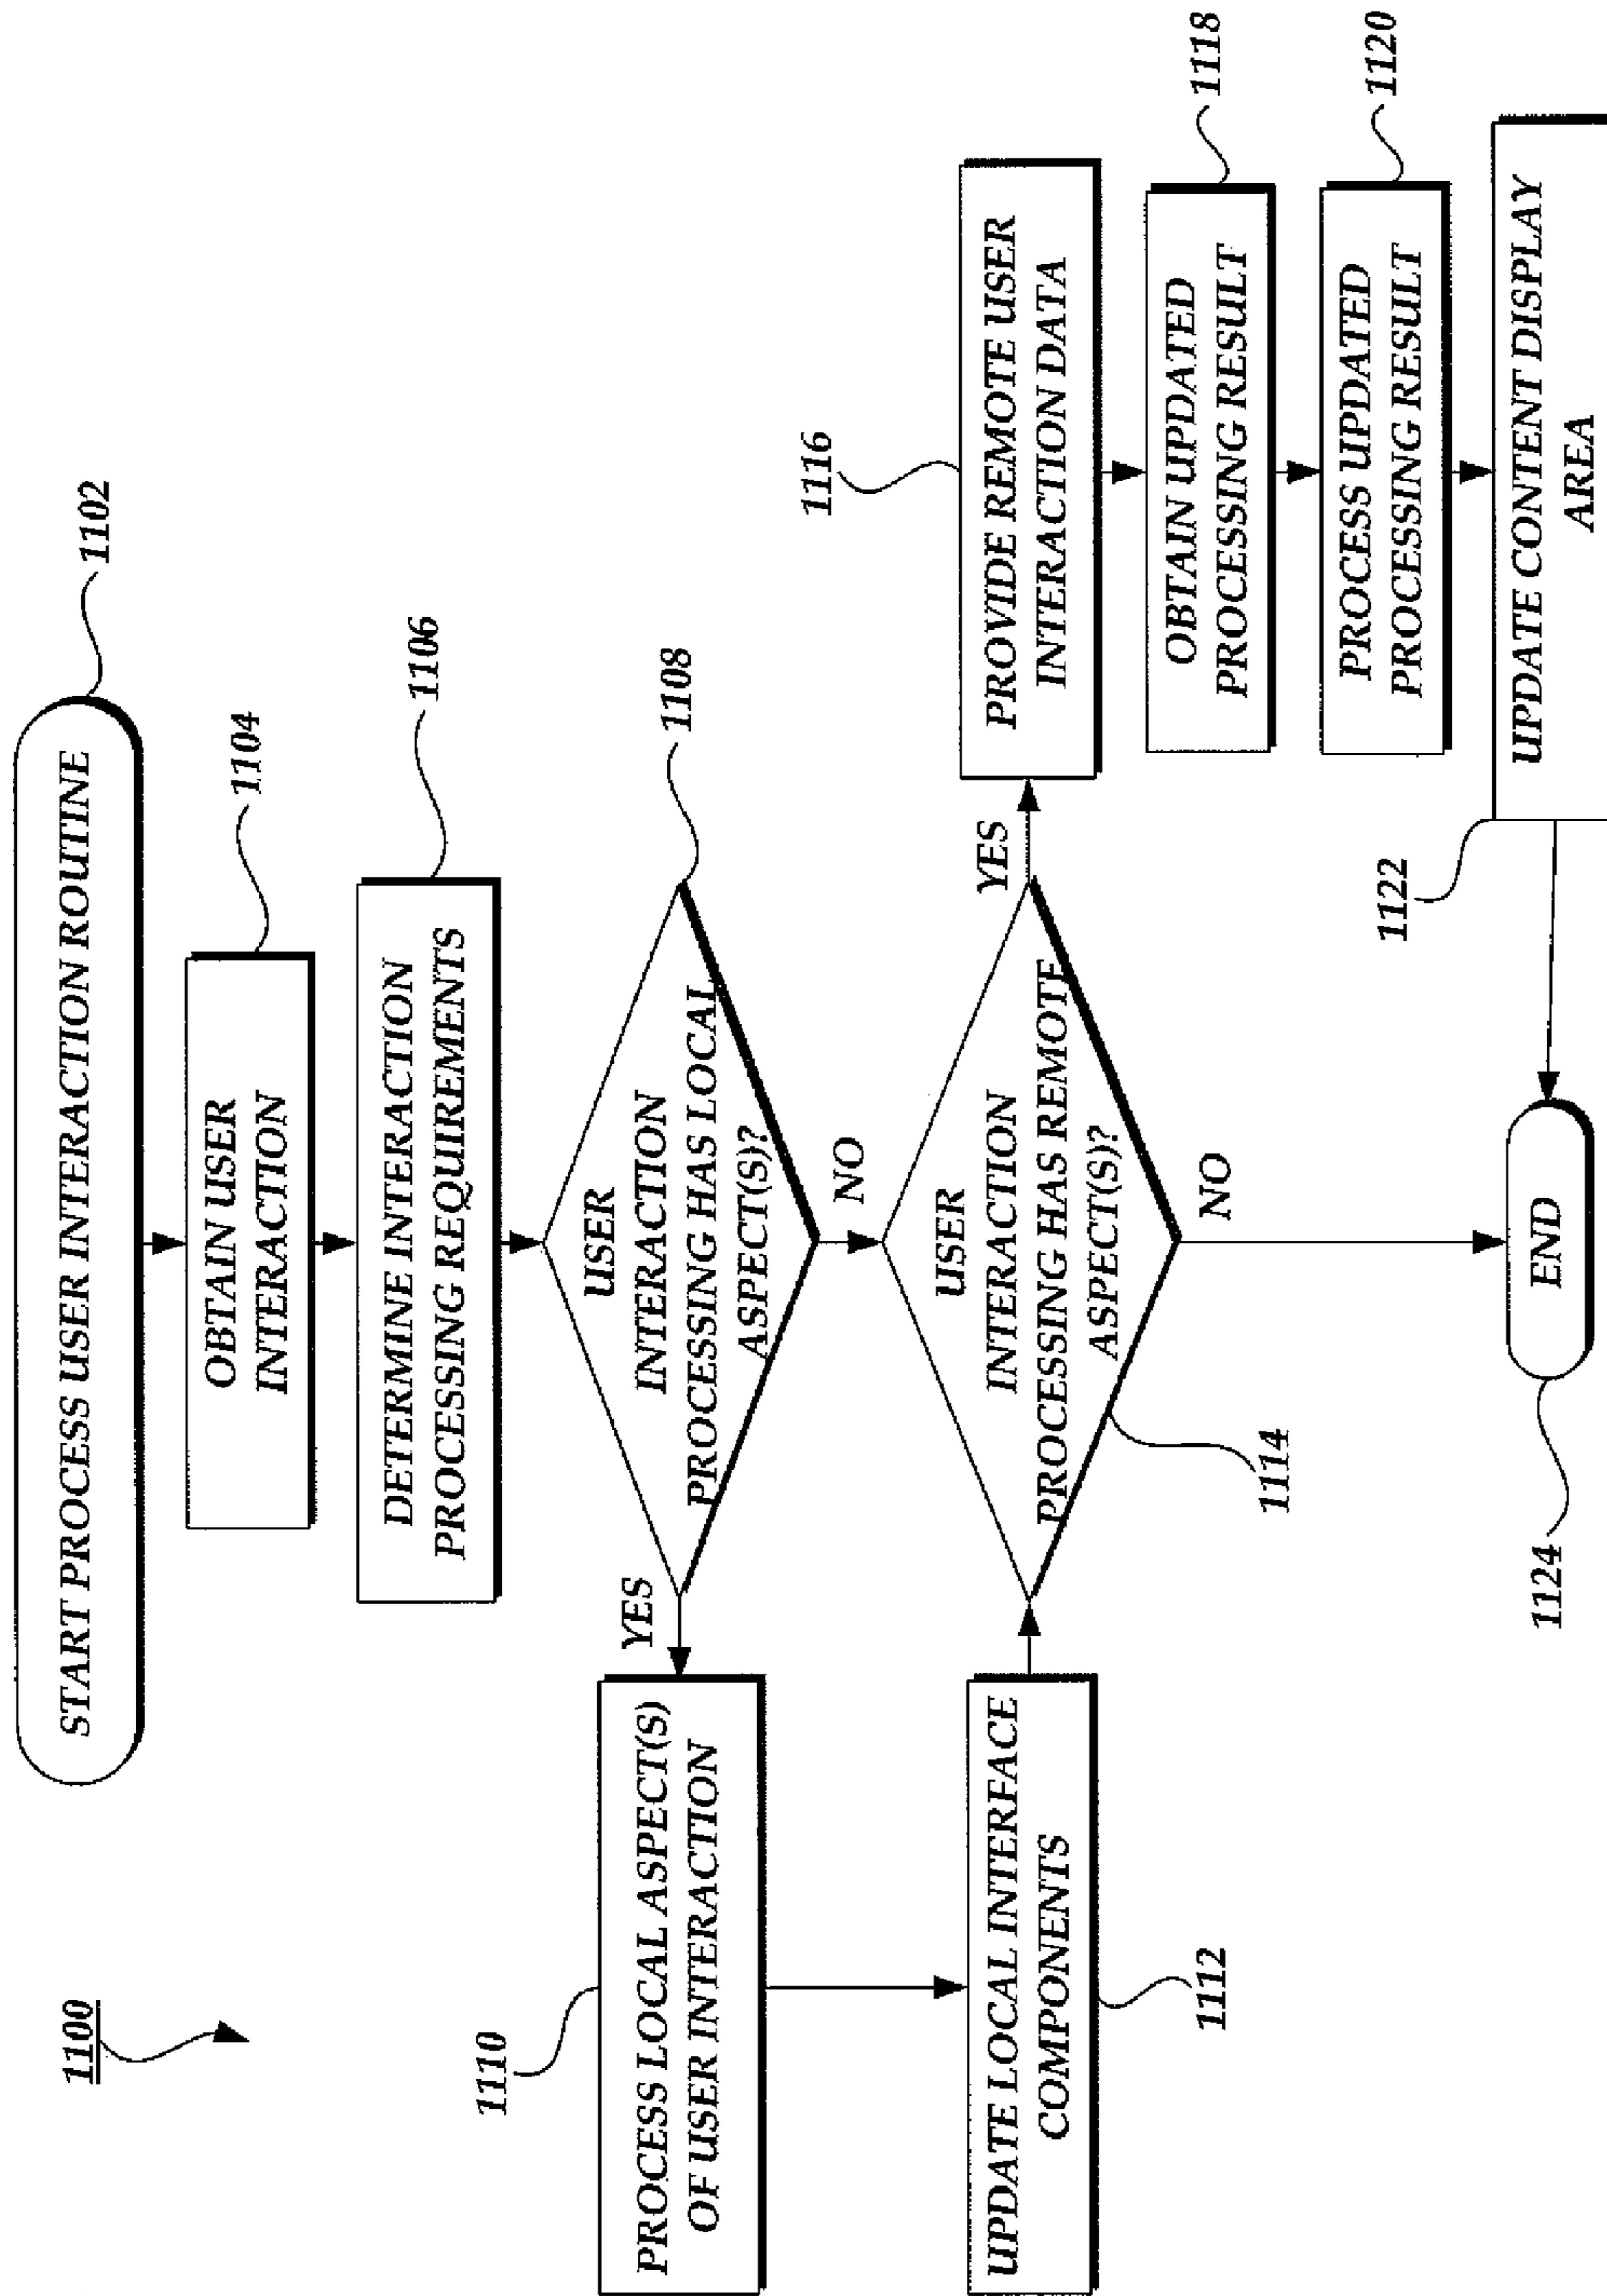 1100
START PROCESS USER INTERACTION ROUTINE
1102
OBTAIN USER
INTERACTION
1104
DETERMINE INTERACTION
PROCESSING REQUIREMENTS
1106
USER
INTERACTION
PROCESSING HAS LOCAL
ASPECT(S)?
1108
YES
NO
1110
PROCESS LOCAL ASPECT(S)
OF USER INTERACTION
UPDATE LOCAL INTERFACE
COMPONENTS
1112
USER
INTERACTION
PROCESSING HAS REMOTE
ASPECT(S)?
1114
YES
NO
1116
PROVIDE REMOTE USER
INTERACTION DATA
OBTAIN UPDATED
PROCESSING RESULT
1118
PROCESS UPDATED
PROCESSING RESULT
1120
UPDATE CONTENT DISPLAY
AREA
1122
END
1124